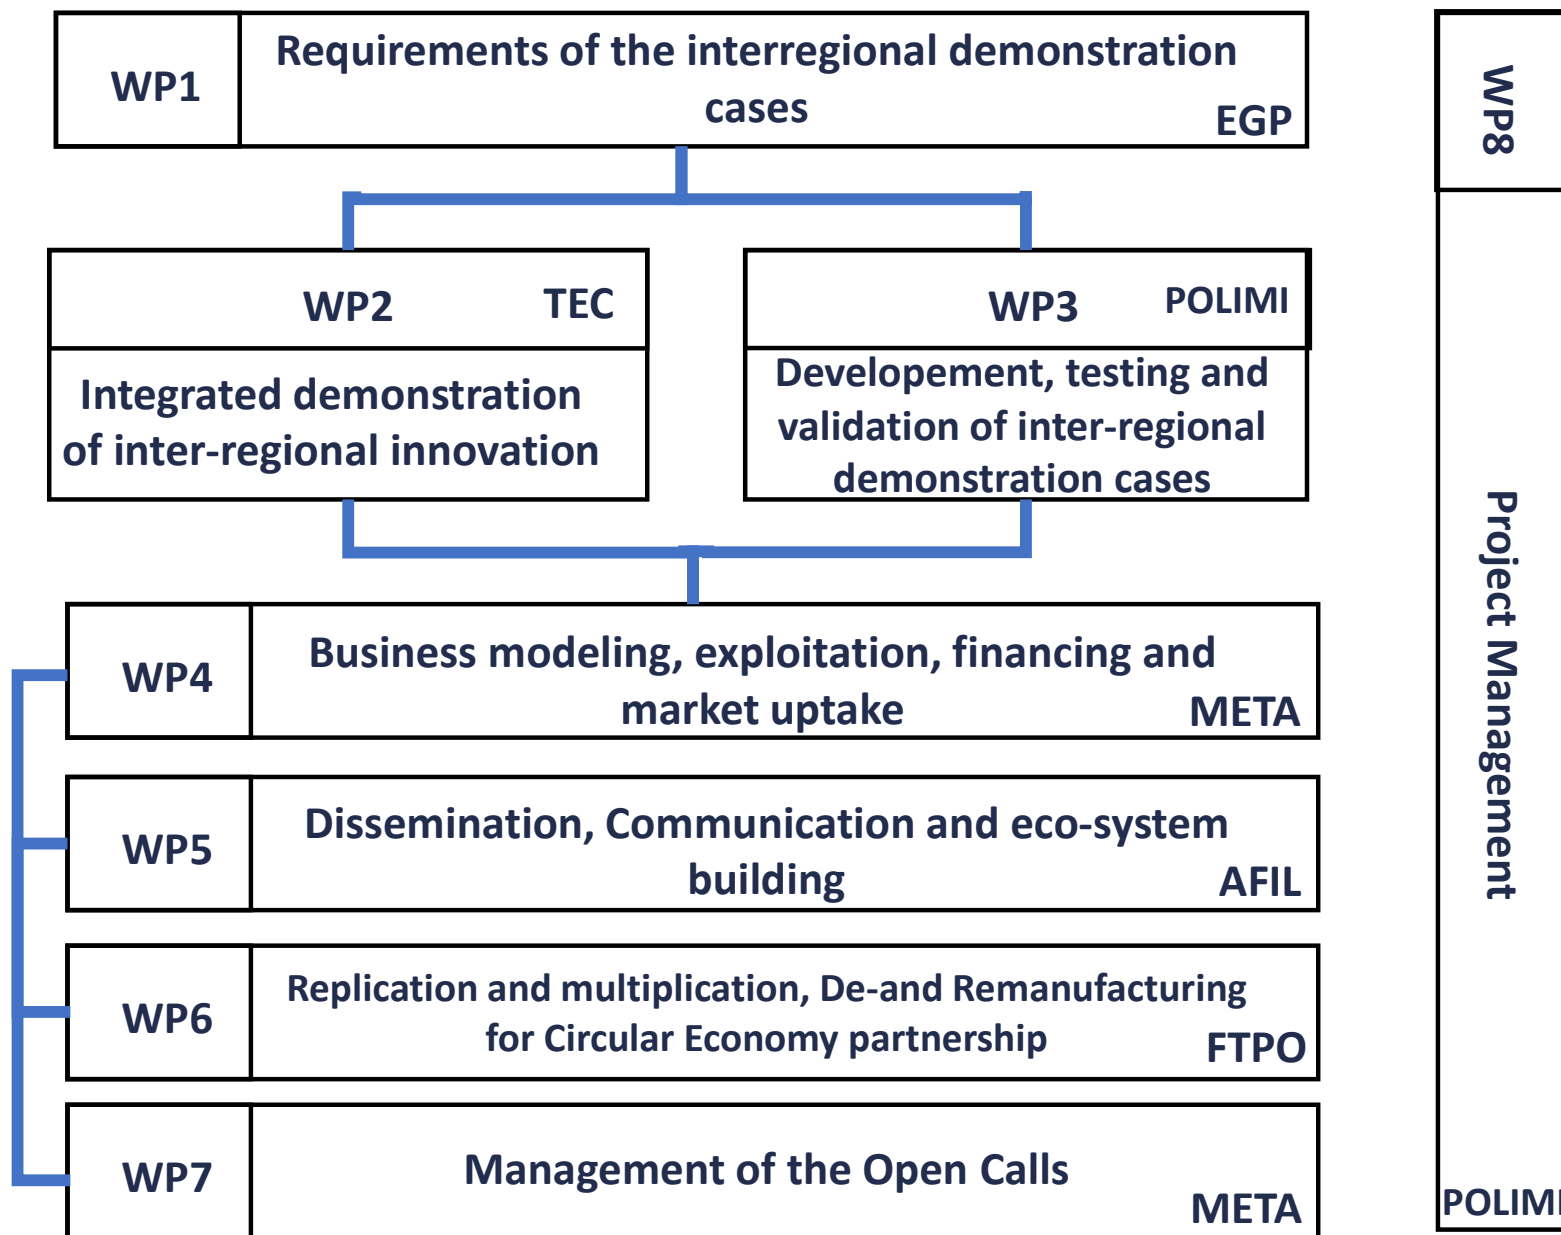 WP1
Requirements of the interregional demonstration
cases
EGP
WP2
TEC
Integrated demonstration
of inter-regional innovation
WP3
POLIMI
Developement, testing and
validation of inter-regional
demonstration cases
WP4
Business modeling, exploitation, financing and
market uptake
META
WP5
Dissemination, Communication and eco-system
building
AFIL
WP6
Replication and multiplication, De-and Remanufacturing
for Circular Economy partnership
FTPO
WP7
Management of the Open Calls
META
WP8
Project Management
POLIMI